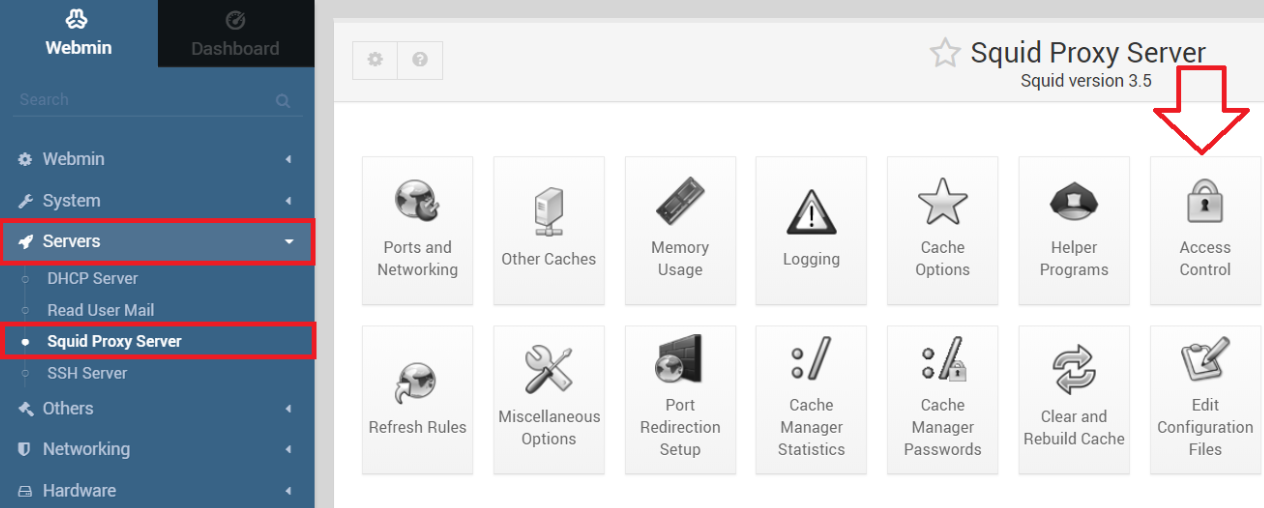 Webmin
Dashboard
Search
Webmin
System
Servers
DHCP Server
Read User Mail
Squid Proxy Server
SSH Server
Others
Networking
Hardware
Squid Proxy Server
Squid version 3.5
Ports and
Networking
Other Caches
Memory
Usage
Logging
Cache
Options
Helper
Programs
Access
Control
Refresh Rules
Miscellaneous
Options
Port
Redirection
Setup
Cache
Manager
Statistics
Cache
Manager
Passwords
Clear and
Rebuild Cache
Edit
Configuration
Files